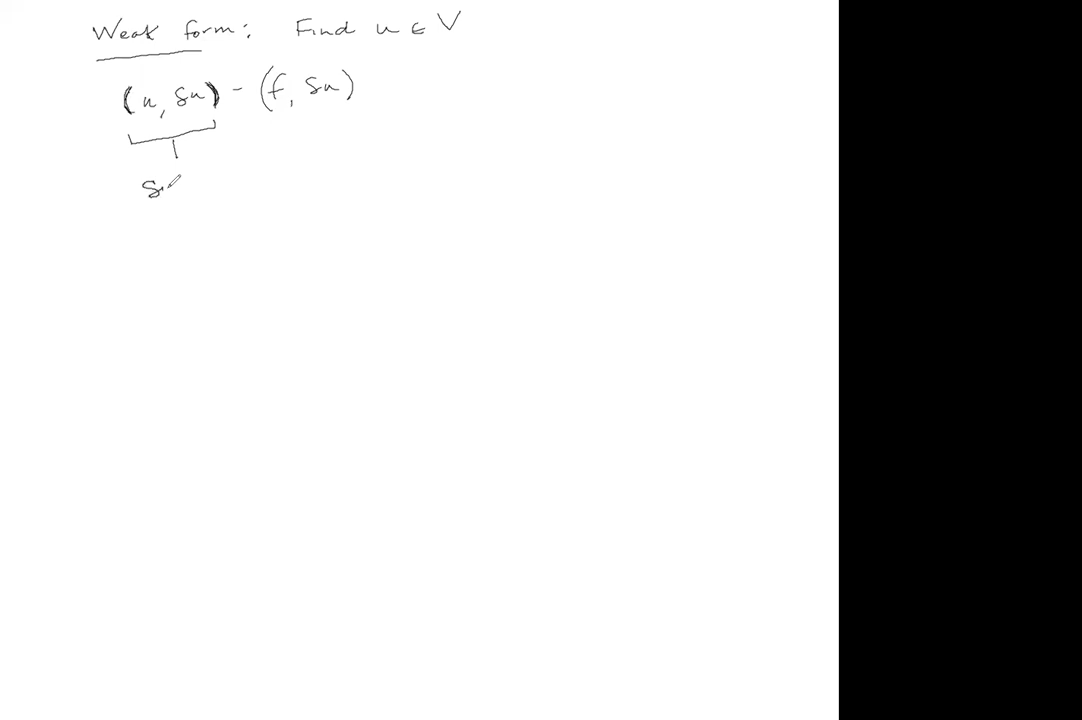 Weak form: Find u ∈ V
(u, δu) - (f, δu)